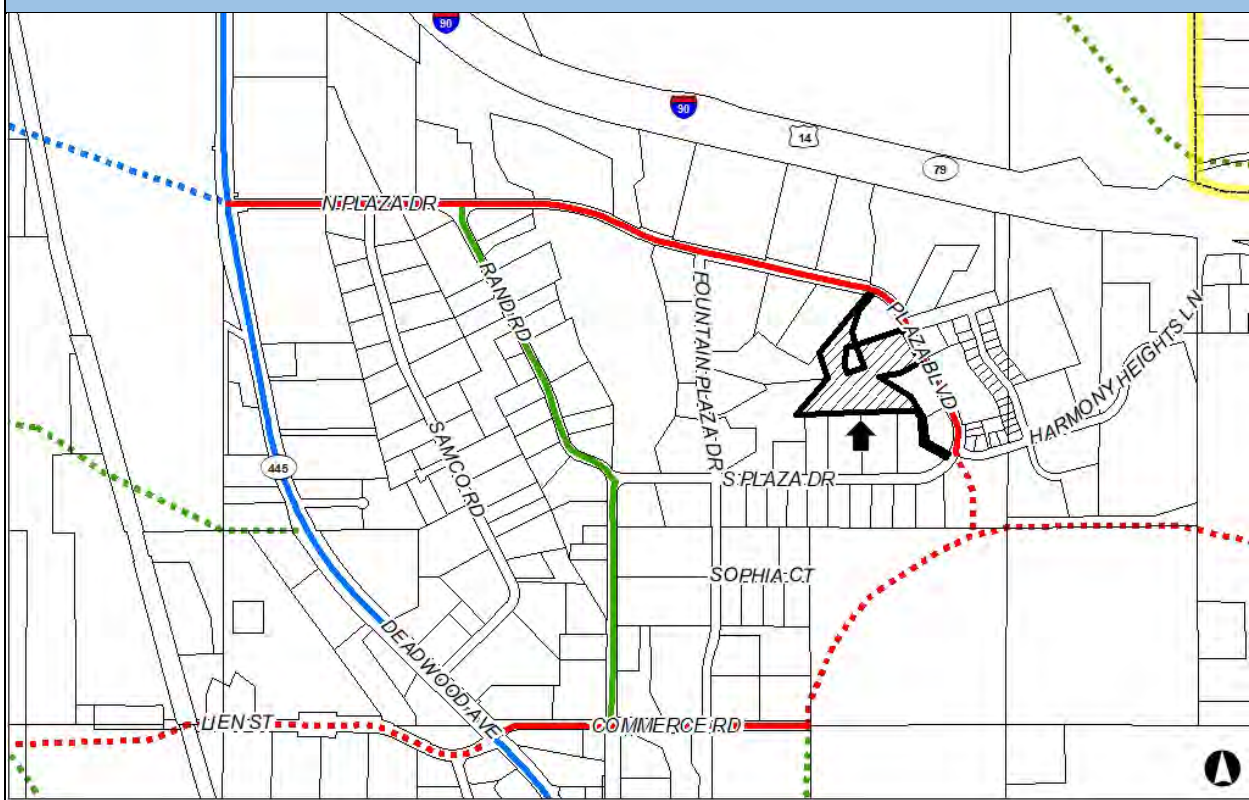 90
90
14
79
N PLAZA DR
RAND RD
FOUNTAIN PLAZA DR
PLAZA BLVD
HARMONY HEIGHTS LN
SAMCO RD
445
S PLAZA DR
SOPHIA CT
DEADWOOD AVE
LIEN ST
COMMERCE RD